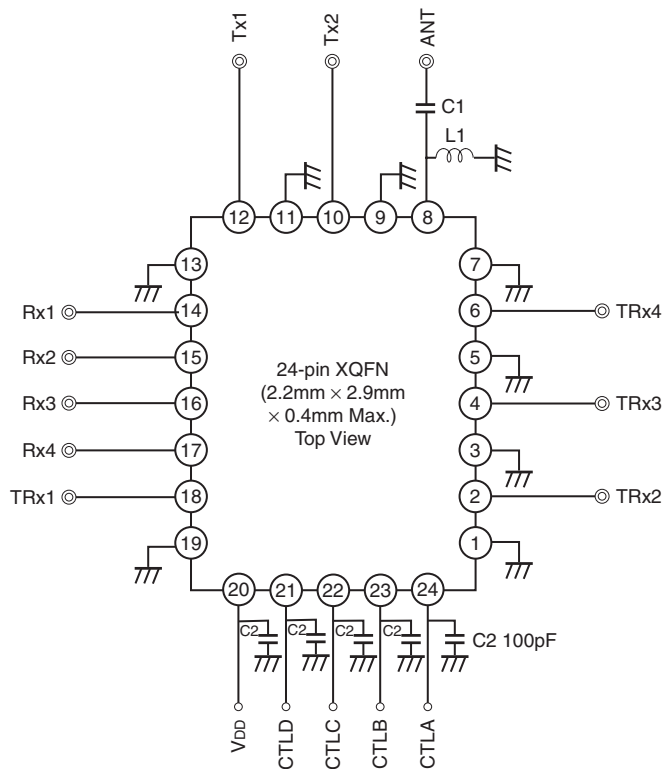 Tx1
Tx2
ANT
C1
L1
12
11
10
9
8
13
7
Rx1
14
6
TRx4
Rx2
15
5
24-pin XQFN
(2.2mm × 2.9mm
× 0.4mm Max.)
Top View
Rx3
16
4
TRx3
Rx4
17
3
TRx1
18
2
TRx2
19
1
20
21
22
23
24
C2
C2
C2
C2
C2 100pF
VDD
CTLD
CTLC
CTLB
CTLA